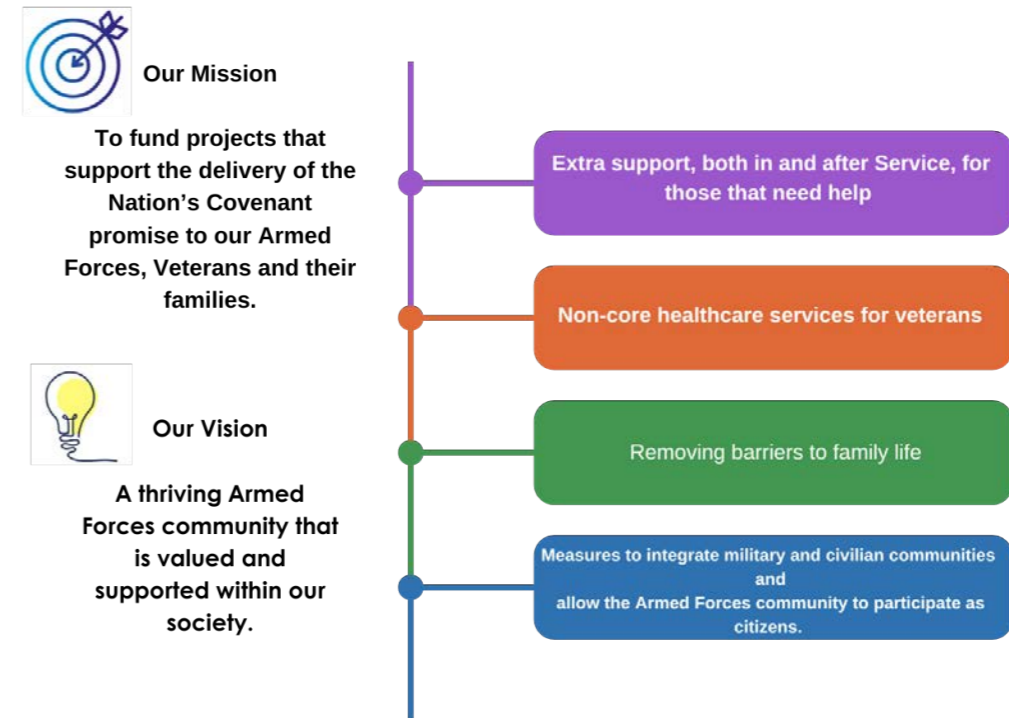 Our Mission
To fund projects that
support the delivery of the
Nation’s Covenant
promise to our Armed
Forces, Veterans and their
families.
Our Vision
A thriving Armed
Forces community that
is valued and
supported within our
society.
Extra support, both in and after Service, for
those that need help
Non-core healthcare services for veterans
Removing barriers to family life
Measures to integrate military and civilian communities
and
allow the Armed Forces community to participate as
citizens.